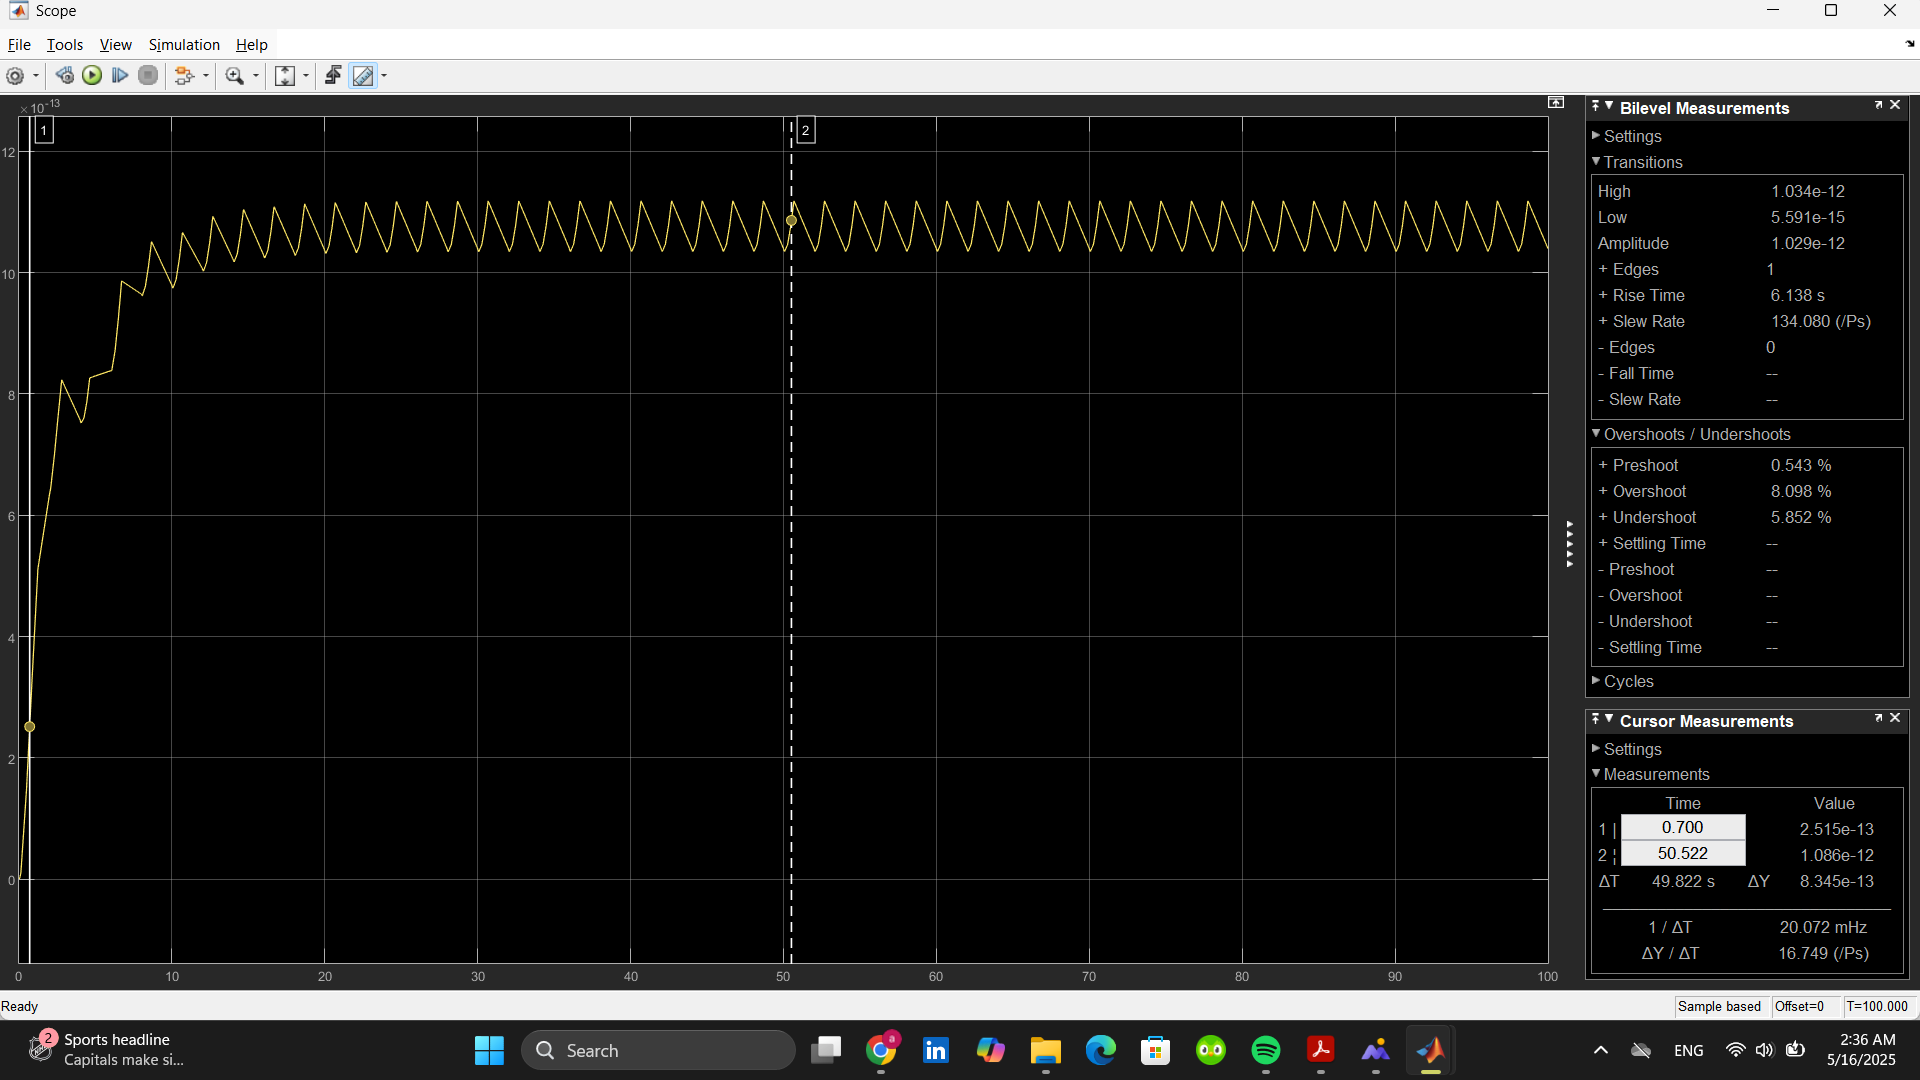 Scope
File Tools View Simulation Help
×10-13
1
2
12
10
8
6
4
2
0
0 10 20 30 40 50 60 70 80 90 100
Bilevel Measurements
Settings
Transitions
High 1.034e-12
Low 5.591e-15
Amplitude 1.029e-12
+ Edges 1
+ Rise Time 6.138 s
+ Slew Rate 134.080 (/Ps)
- Edges 0
- Fall Time --
- Slew Rate --
Overshoots / Undershoots
+ Preshoot 0.543 %
+ Overshoot 8.098 %
+ Undershoot 5.852 %
+ Settling Time --
- Preshoot --
- Overshoot --
- Undershoot --
- Settling Time --
Cycles
Cursor Measurements
Settings
Measurements
Time Value
1 | 0.700 2.515e-13
2 ¦ 50.522 1.086e-12
ΔT 49.822 s ΔY 8.345e-13
1 / ΔT 20.072 mHz
ΔY / ΔT 16.749 (/Ps)
Ready
Sample based Offset=0 T=100.000
2
Sports headline
Capitals make si...
Search
a
in
ENG
2:36 AM
5/16/2025